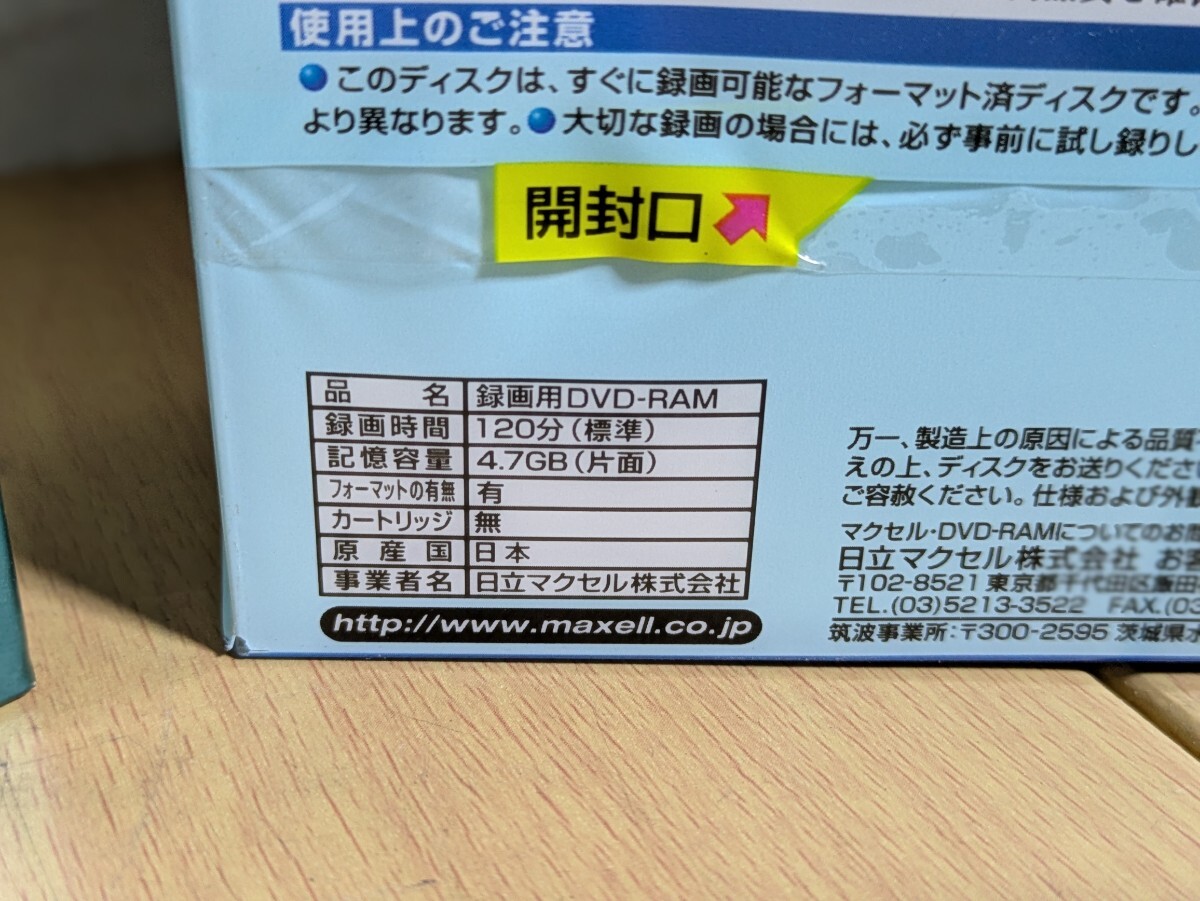 使用上のご注意
●このディスクは、すぐに録画可能なフォーマット済ディスクです。
より異なります。●大切な録画の場合には、必ず事前に試し録りし
開封口
品名 録画用DVD-RAM
録画時間 120分(標準)
記憶容量 4.7GB(片面)
フォーマットの有無 有
カートリッジ 無
原産国 日本
事業者名 日立マクセル株式会社
http://www.maxell.co.jp
万一、製造上の原因による品質
えの上、ディスクをお送りくださ
ご容赦ください。仕様および外
マクセル・DVD-RAMについてのお
日立マクセル株式会社 お客
〒102-8521 東京都千代田区飯田
TEL.(03)5213-3522 FAX.(03
筑波事業所:〒300-2595 茨城県